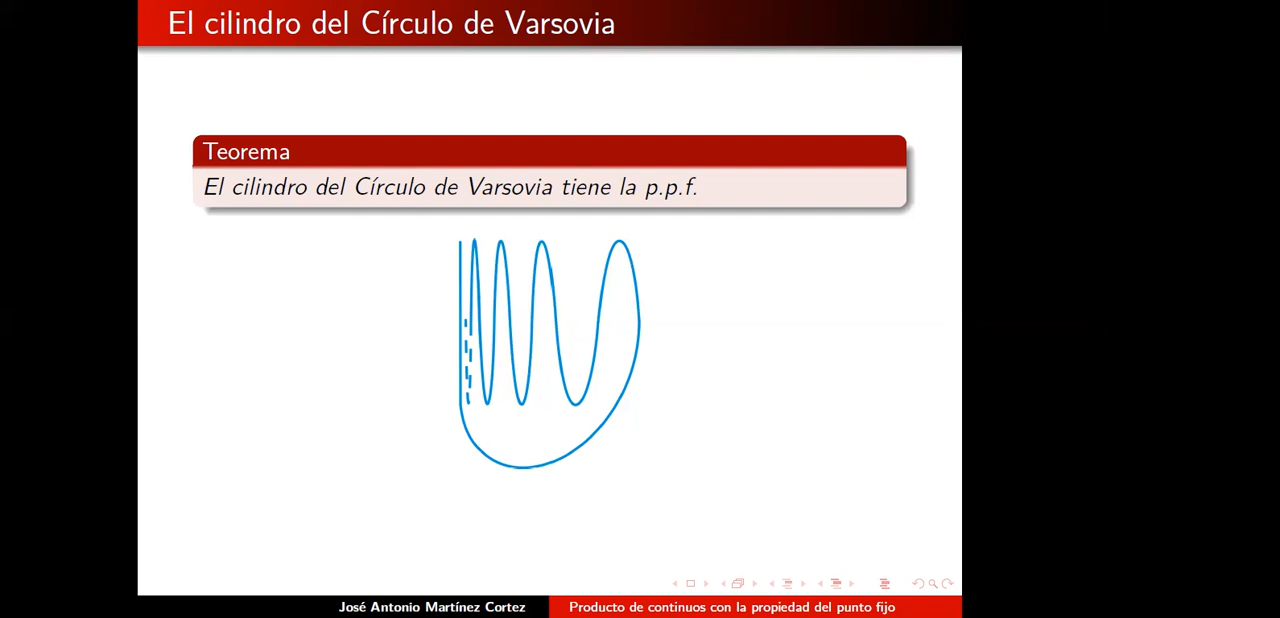 El cilindro del Círculo de Varsovia
Teorema
El cilindro del Círculo de Varsovia tiene la p.p.f.
José Antonio Martínez Cortez
Producto de continuos con la propiedad del punto fijo